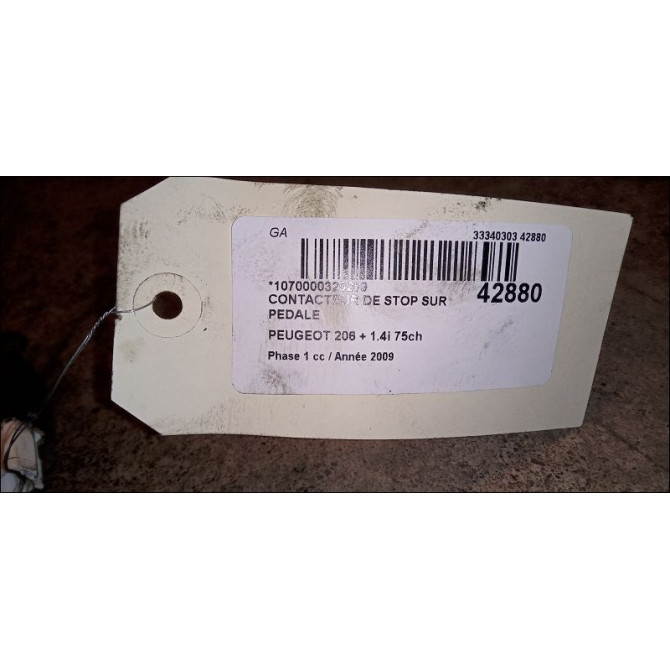 GA 33340303 42880
42880
CONTACTEUR DE STOP SUR
PEDALE
PEUGEOT 206 + 1.4i 75ch
Phase 1 cc / Année 2009